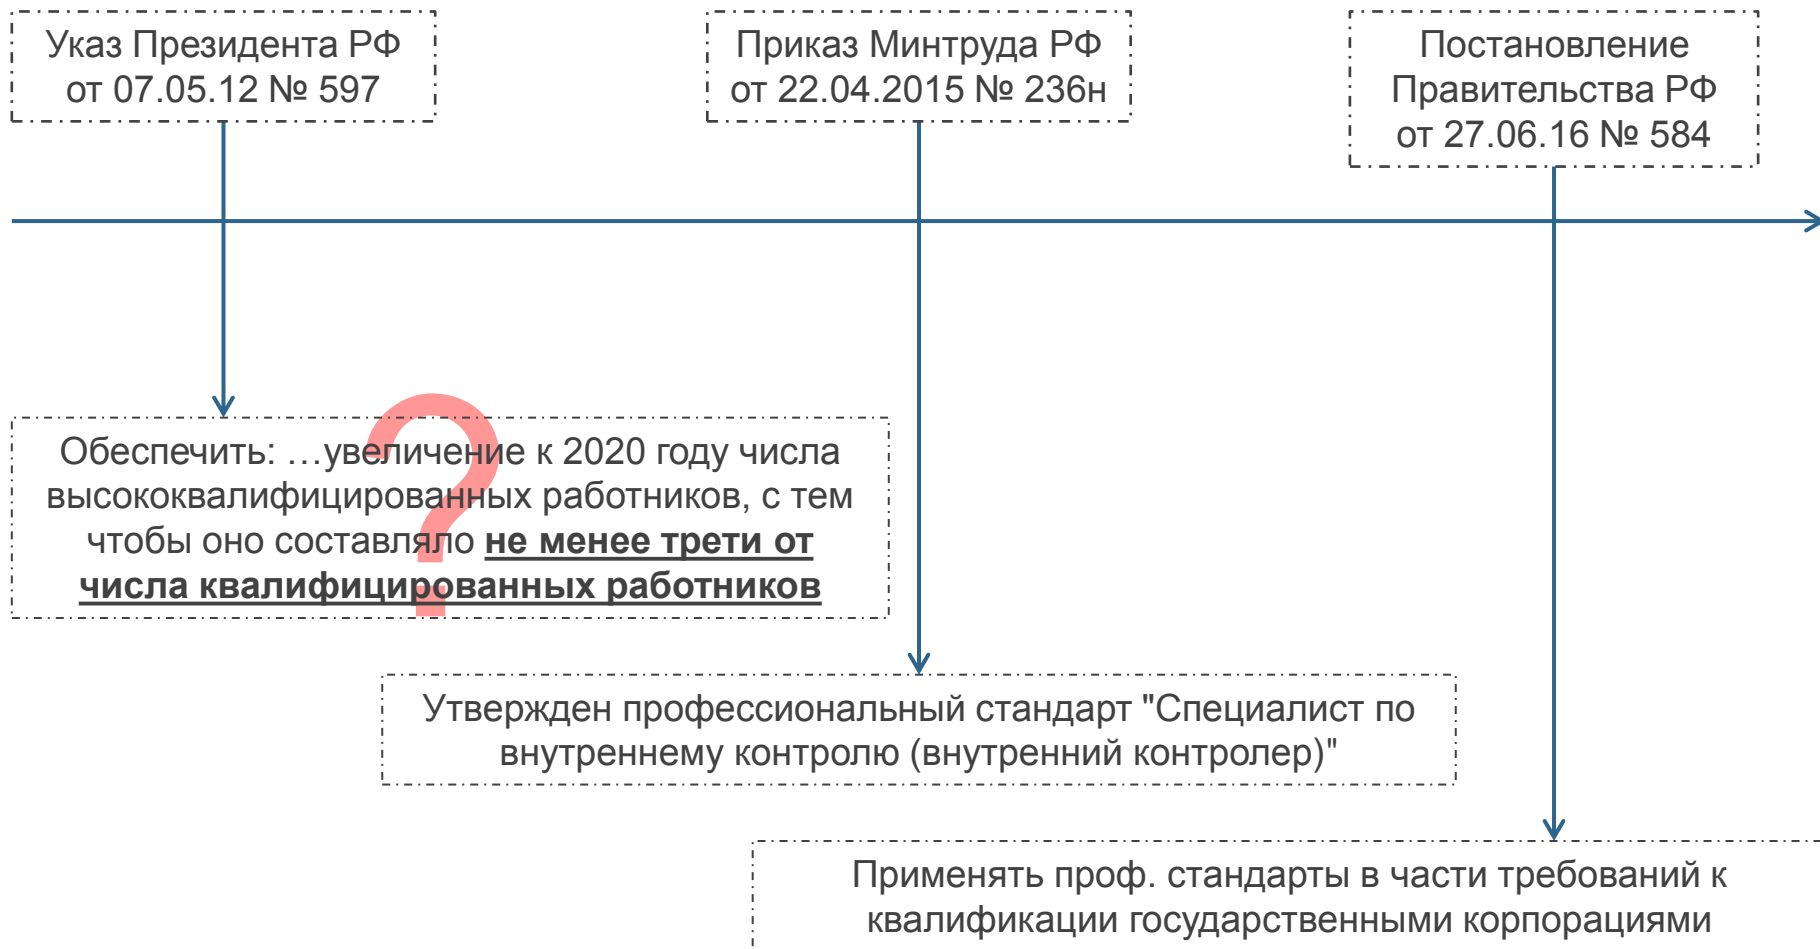 Указ Президента РФ
от 07.05.12 № 597
Приказ Минтруда РФ
от 22.04.2015 № 236н
Постановление
Правительства РФ
от 27.06.16 № 584
?
Обеспечить: …увеличение к 2020 году числа
высококвалифицированных работников, с тем
чтобы оно составляло не менее трети от
числа квалифицированных работников
Утвержден профессиональный стандарт "Специалист по
внутреннему контролю (внутренний контролер)"
Применять проф. стандарты в части требований к
квалификации государственными корпорациями